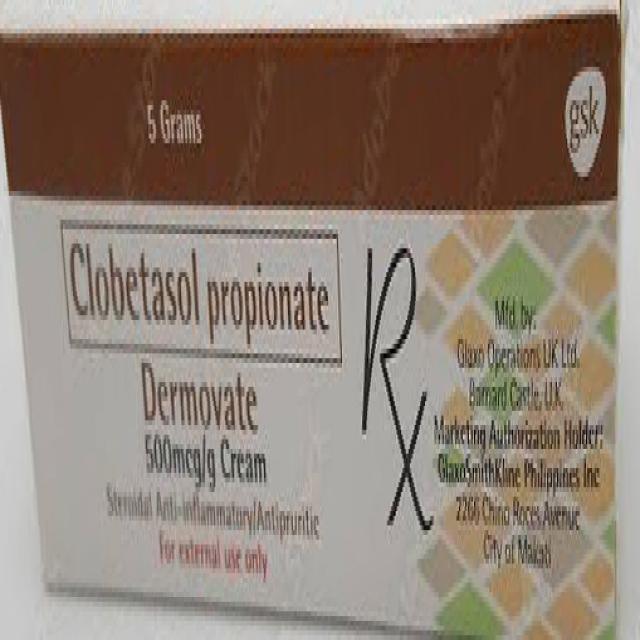 5 Grams
gsk
Clobetasol propionate
Rx
Dermovate
500mcg/g Cream
Steroidal Anti-inflammatory/Antipruritic
For external use only
Mfd. by:
Glaxo Operations UK Ltd.
Barnard Castle, U.K.
Marketing Authorization Holder:
GlaxoSmithKline Philippines Inc
2266 Chino Roces Avenue
City of Makati